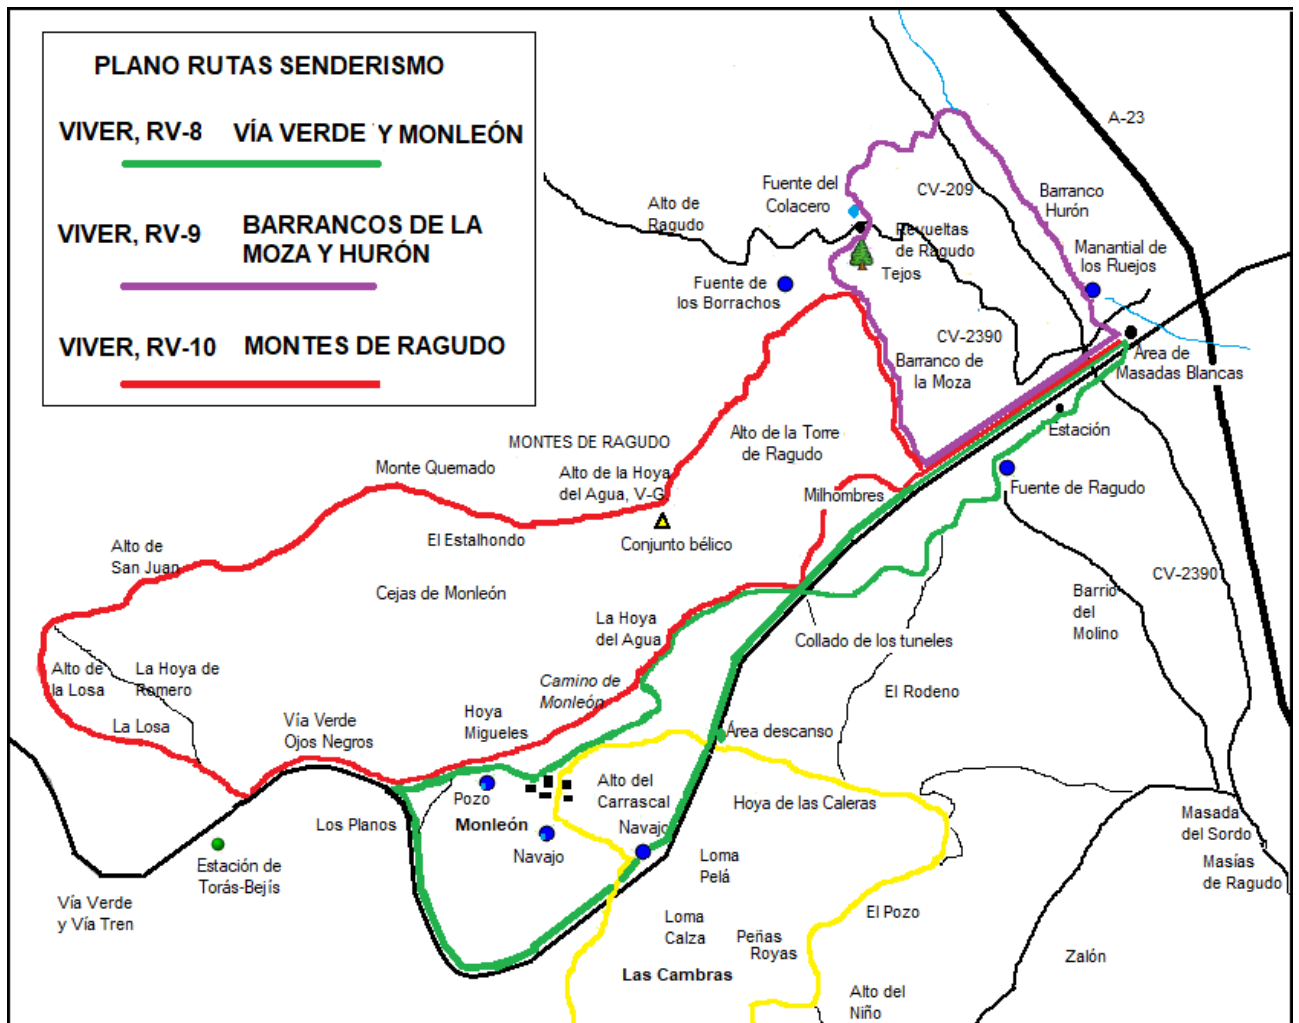 PLANO RUTAS SENDERISMO
VIVER, RV-8 VÍA VERDE Y MONLEÓN
VIVER, RV-9 BARRANCOS DE LA
MOZA Y HURÓN
VIVER, RV-10 MONTES DE RAGUDO
A-23
Fuente del
Colacero
CV-209
Barranco
Hurón
Alto de
Ragudo
Revueltas
de Ragudo
Tejos
Manantial de
los Ruejos
Fuente de
los Borrachos
CV-2390
Barranco de
la Moza
Área de
Masadas Blancas
Estación
MONTES DE RAGUDO
Alto de la Torre
de Ragudo
Monte Quemado
Alto de la Hoya
del Agua, V-G
Milhombres
Fuente de Ragudo
El Estalhondo
Conjunto bélico
Alto de
San Juan
Cejas de Monleón
CV-2390
Barrio
del
Molino
La Hoya
del Agua
Collado de los tuneles
Alto de
la Losa
La Hoya de
Romero
Camino de
Monleón
El Rodeno
La Losa
Vía Verde
Ojos Negros
Hoya
Migueles
Área descanso
Alto del
Carrascal
Hoya de las Caleras
Pozo
Los Planos
Monleón
Navajo
Navajo
Masada
del Sordo
Masías
de Ragudo
Estación de
Torás-Bejís
Loma
Pelá
Vía Verde
y Vía Tren
Loma
Calza
El Pozo
Peñas
Royas
Las Cambras
Zalón
Alto del
Niño